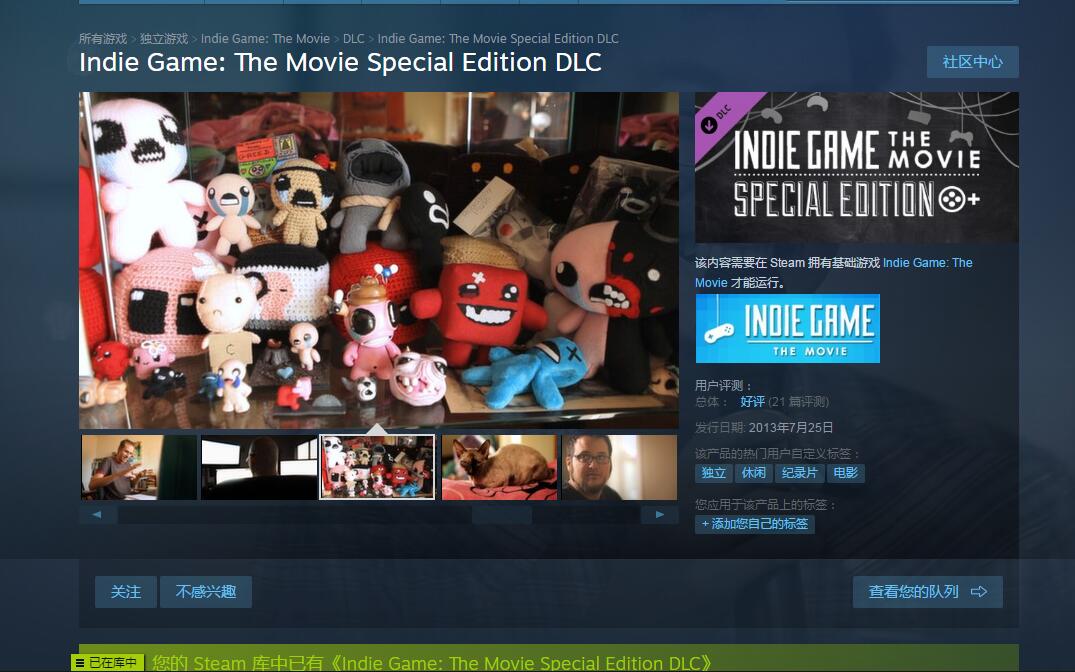 所有游戏 > 独立游戏 > Indie Game: The Movie > DLC > Indie Game: The Movie Special Edition DLC
Indie Game: The Movie Special Edition DLC
社区中心
DLC
INDIE GAME THE MOVIE
SPECIAL EDITION +
该内容需要在 Steam 拥有基础游戏 Indie Game: The
Movie 才能运行。
INDIE GAME
THE MOVIE
用户评测：
总体： 好评 (21 篇评测)
发行日期: 2013年7月25日
该产品的热门用户自定义标签：
独立 休闲 纪录片 电影
您应用于该产品上的标签：
+ 添加您自己的标签
关注 不感兴趣 查看您的队列
已在库中 您的 Steam 库中已有《Indie Game: The Movie Special Edition DLC》